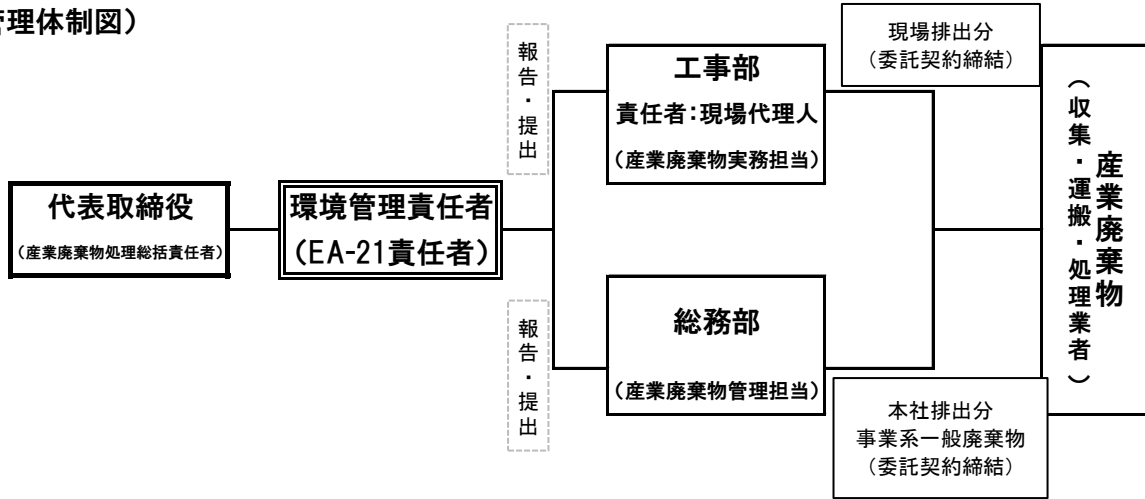 管理体制図）
代表取締役
（産業廃棄物処理総括責任者）
環境管理責任者
（EA-21責任者）
報告・提出
報告・提出
工事部
責任者：現場代理人
（産業廃棄物実務担当）
総務部
（産業廃棄物管理担当）
現場排出分
（委託契約締結）
本社排出分
事業系一般廃棄物
（委託契約締結）
産業廃棄物
（収集・運搬・処理業者）